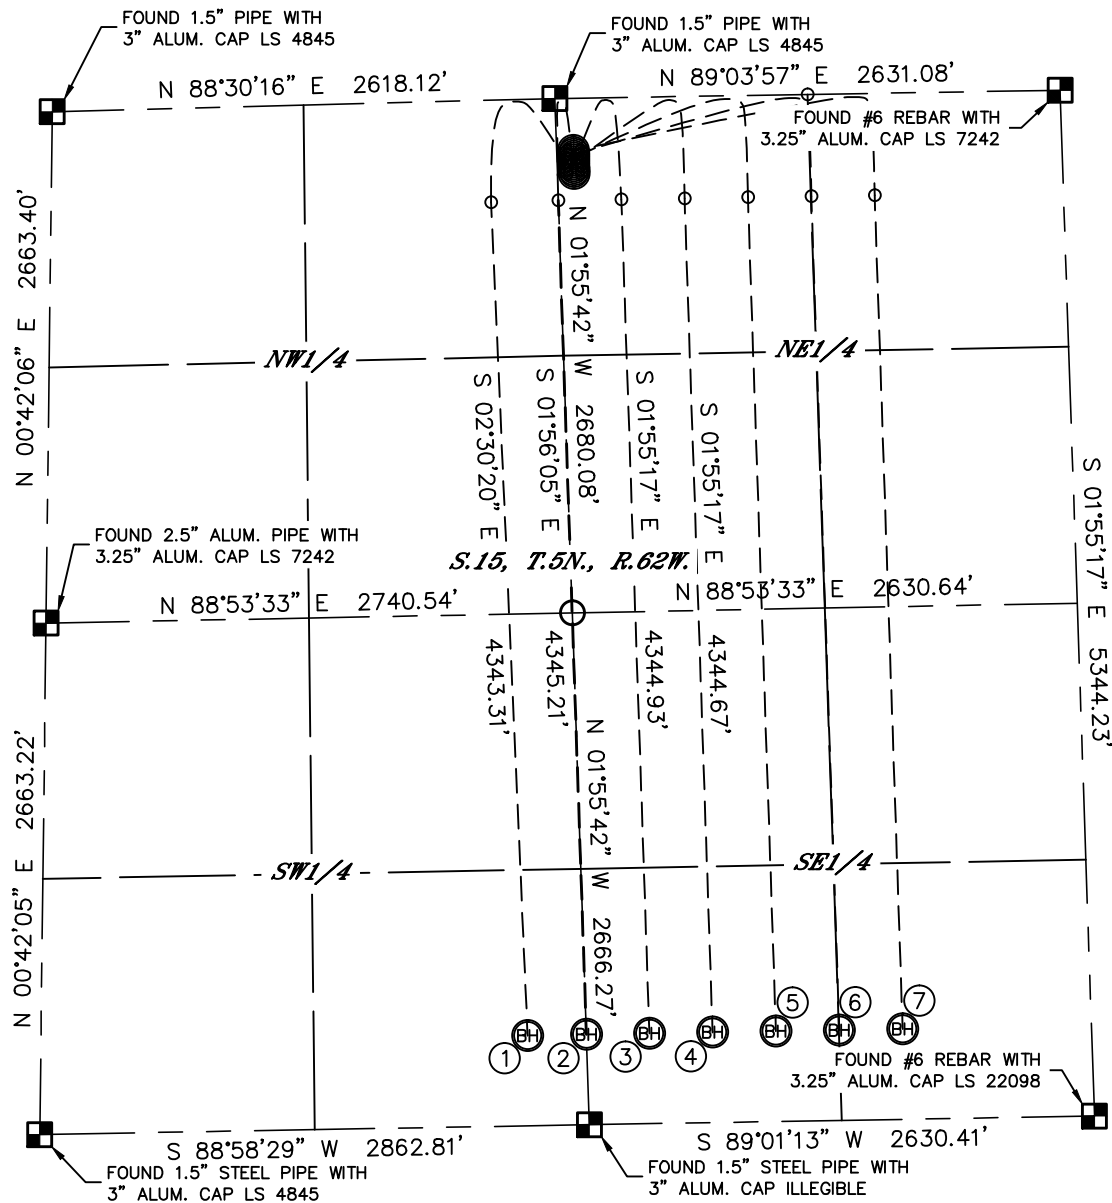 FOUND 1.5" PIPE WITH
3" ALUM. CAP LS 4845
FOUND 1.5" PIPE WITH
3" ALUM. CAP LS 4845
N 88°30'16" E 2618.12'
N 89°03'57" E 2631.08'
FOUND #6 REBAR WITH
3.25" ALUM. CAP LS 7242
N 00°42'06" E 2663.40'
N 01°55'42" W 2680.08'
NW1/4
NE1/4
S 02°30'20" E 4343.31'
S 01°56'05" E 4345.21'
S 01°55'17" E 4344.93'
S 01°55'17" E 4344.67'
S 01°55'17" E 5344.23'
FOUND 2.5" ALUM. PIPE WITH
3.25" ALUM. CAP LS 7242
S.15, T.5N., R.62W.
N 88°53'33" E 2740.54'
N 88°53'33" E 2630.64'
N 00°42'05" E 2663.22'
N 01°55'42" W 2666.27'
SW1/4
SE1/4
BH
BH
BH
BH
BH
BH
BH
1
2
3
4
5
6
7
FOUND #6 REBAR WITH
3.25" ALUM. CAP LS 22098
S 88°58'29" W 2862.81'
S 89°01'13" W 2630.41'
FOUND 1.5" STEEL PIPE WITH
3" ALUM. CAP LS 4845
FOUND 1.5" STEEL PIPE WITH
3" ALUM. CAP ILLEGIBLE